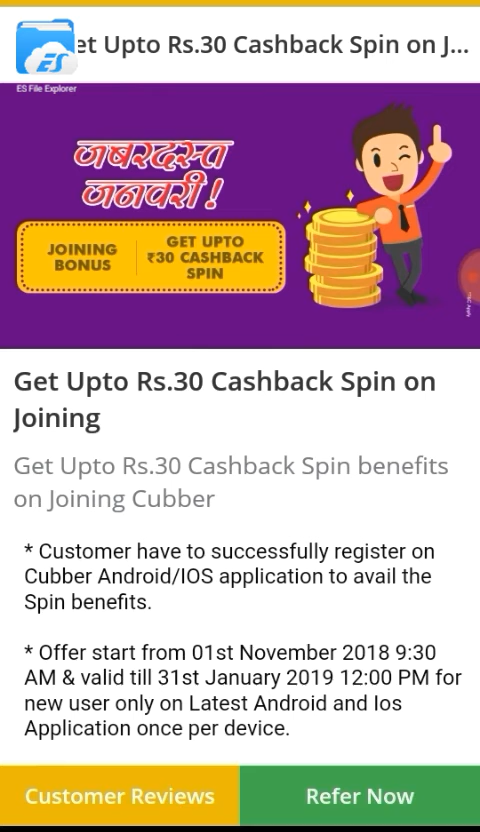 et Upto Rs.30 Cashback Spin on J...
ES
ES File Explorer
जबरदस्त
जनवरी!
JOINING
BONUS
GET UPTO
₹30 CASHBACK
SPIN
T&C Apply
Get Upto Rs.30 Cashback Spin on
Joining
Get Upto Rs.30 Cashback Spin benefits
on Joining Cubber
* Customer have to successfully register on
Cubber Android/IOS application to avail the
Spin benefits.
* Offer start from 01st November 2018 9:30
AM & valid till 31st January 2019 12:00 PM for
new user only on Latest Android and Ios
Application once per device.
Customer Reviews
Refer Now